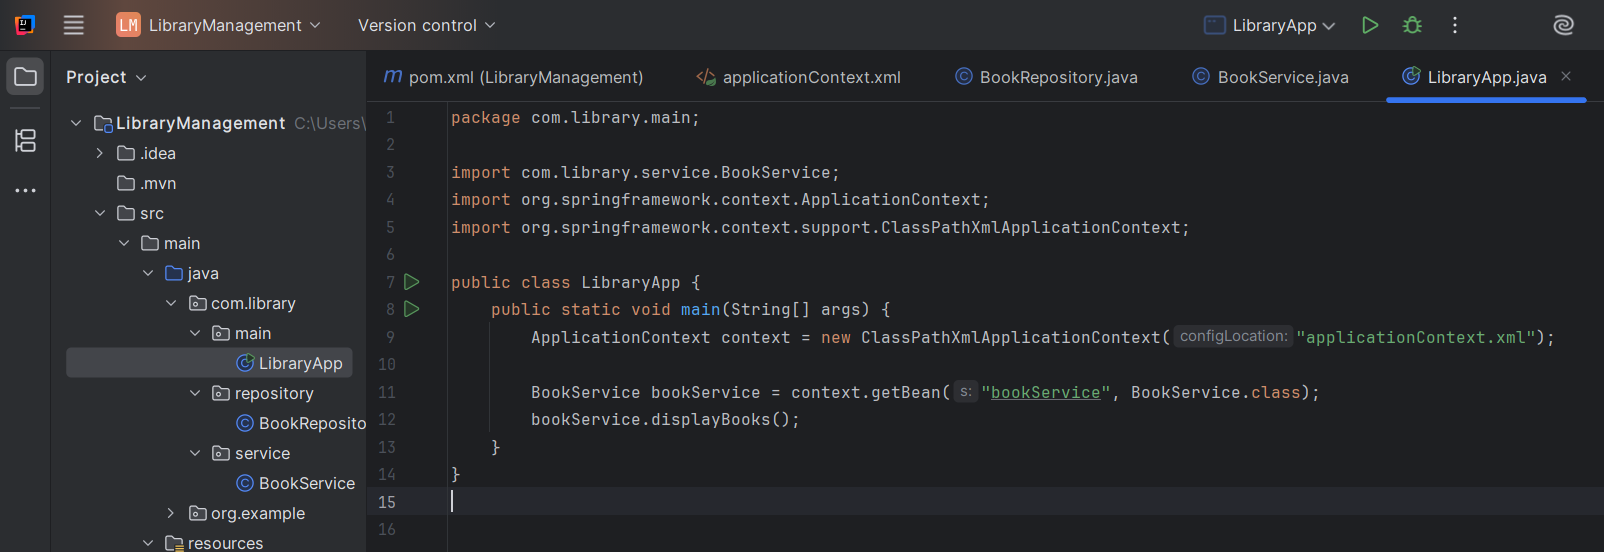 LM LibraryManagement Version control LibraryApp
Project
LibraryManagement C:\Users\
.idea
.mvn
src
main
java
com.library
main
LibraryApp
repository
BookReposito
service
BookService
org.example
resources
pom.xml (LibraryManagement) applicationContext.xml BookRepository.java BookService.java LibraryApp.java
1 package com.library.main;
2
3 import com.library.service.BookService;
4 import org.springframework.context.ApplicationContext;
5 import org.springframework.context.support.ClassPathXmlApplicationContext;
6
7 public class LibraryApp {
8 public static void main(String[] args) {
9 ApplicationContext context = new ClassPathXmlApplicationContext( configLocation: "applicationContext.xml");
10
11 BookService bookService = context.getBean( s: "bookService", BookService.class);
12 bookService.displayBooks();
13 }
14 }
15
16